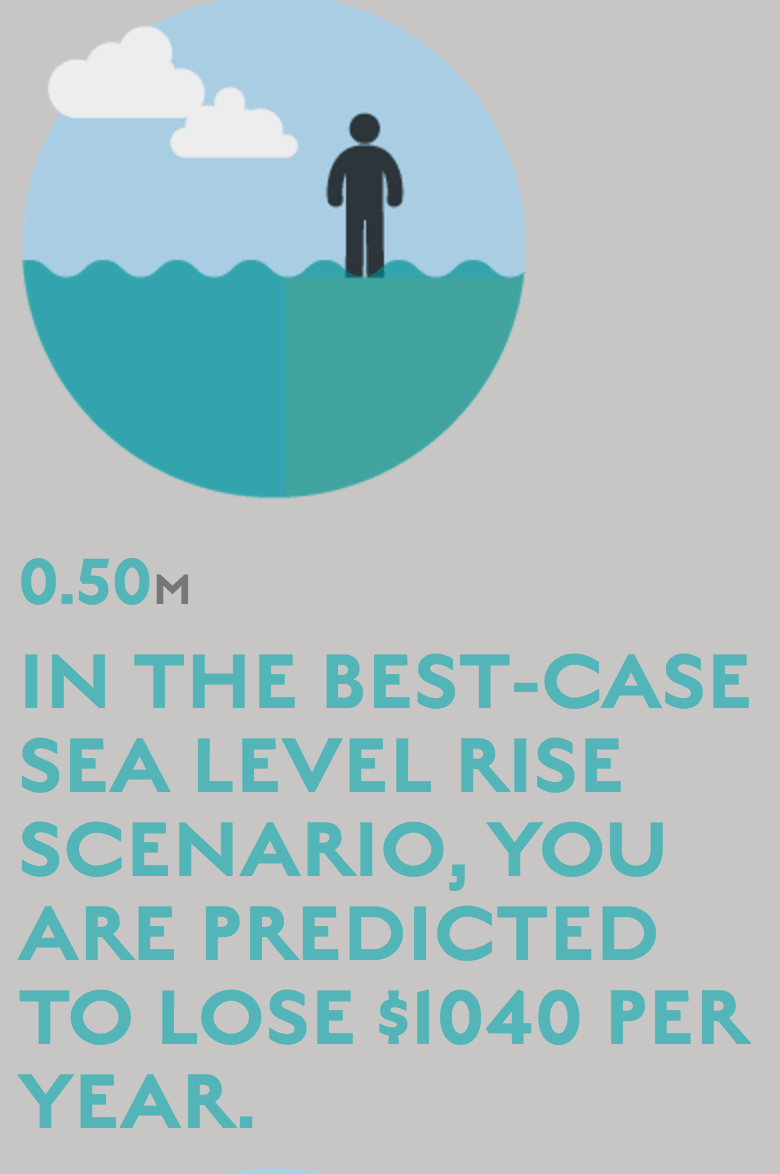 0.50M
IN THE BEST-CASE
SEA LEVEL RISE
SCENARIO, YOU
ARE PREDICTED
TO LOSE $1040 PER
YEAR.